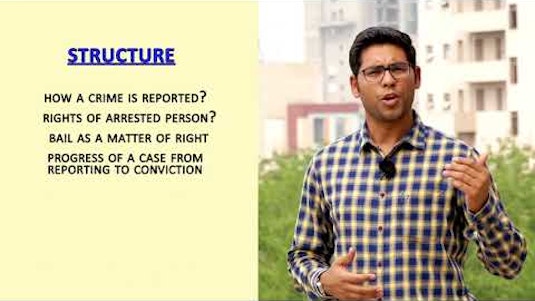 STRUCTURE
HOW A CRIME IS REPORTED?
RIGHTS OF ARRESTED PERSON?
BAIL AS A MATTER OF RIGHT
PROGRESS OF A CASE FROM
REPORTING TO CONVICTION